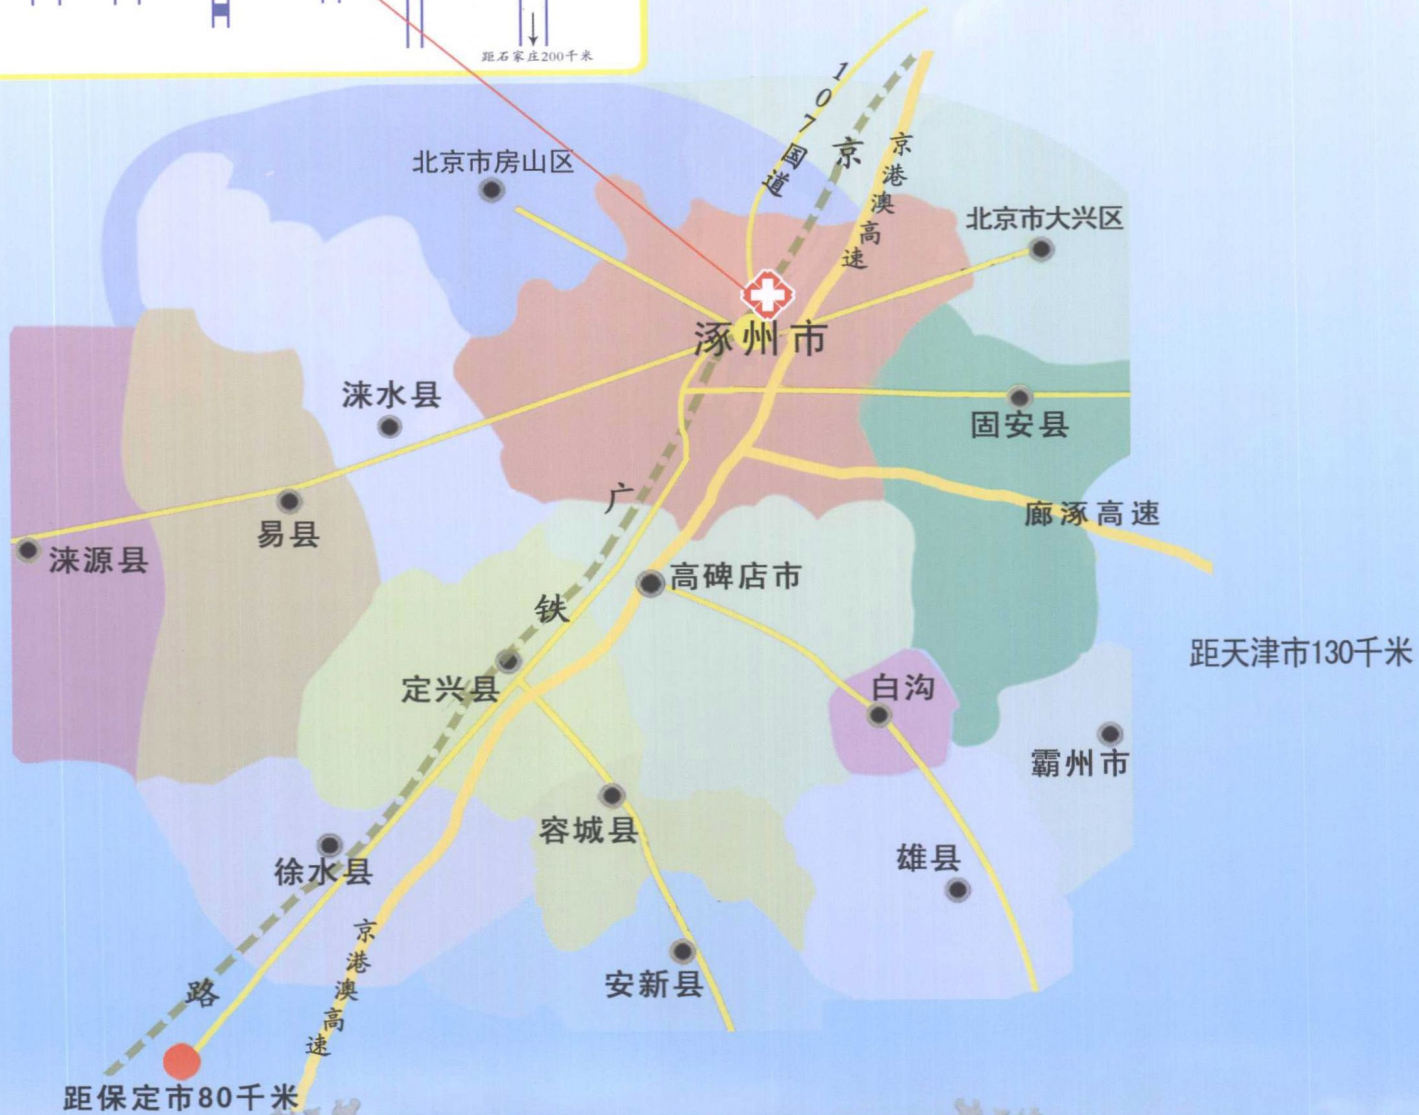 距石家庄200千米
107国道
京港澳高速
北京市房山区
北京市大兴区
涿州市
涞水县
固安县
京广铁路
廊涿高速
易县
涞源县
高碑店市
距天津市130千米
定兴县
白沟
霸州市
容城县
雄县
徐水县
安新县
京港澳高速
距保定市80千米